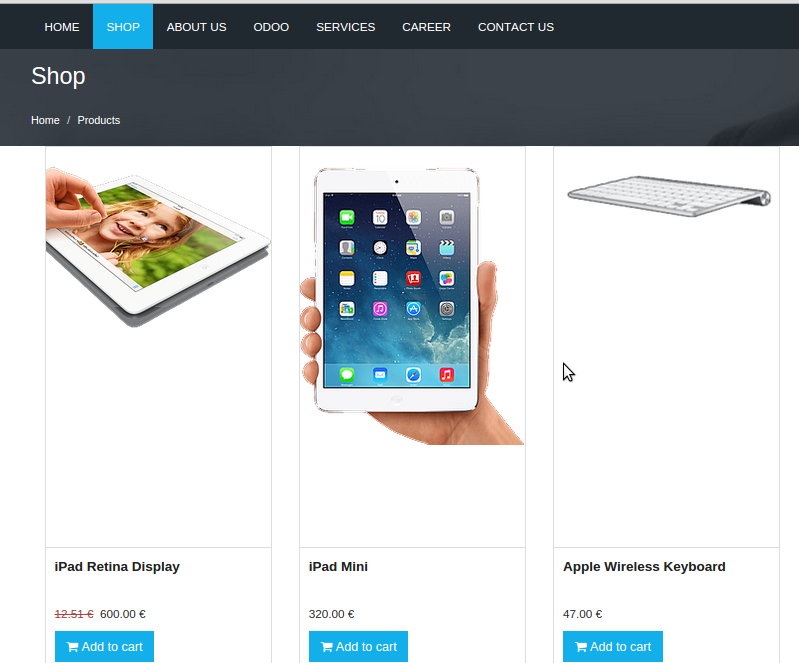 HOME SHOP ABOUT US ODOO SERVICES CAREER CONTACT US
Shop
Home / Products
iPad Retina Display
12.51 € 600.00 €
Add to cart
iPad Mini
320.00 €
Add to cart
Apple Wireless Keyboard
47.00 €
Add to cart